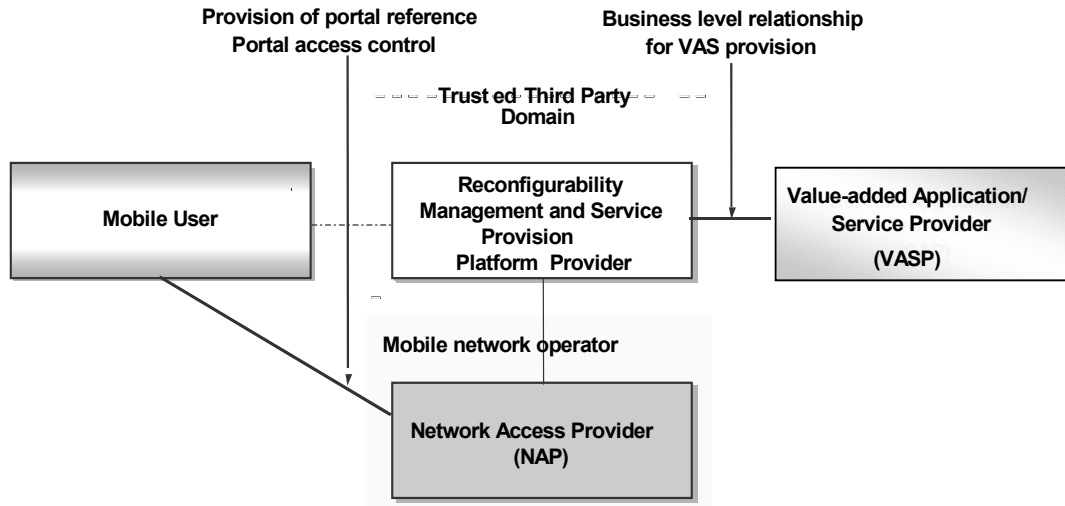 Provision of portal reference
Portal access control
Business level relationship
for VAS provision
Trust ed Third Party
Domain
Mobile User
Reconfigurability
Management and Service
Provision
Platform Provider
Value-added Application/
Service Provider
(VASP)
Mobile network operator
Network Access Provider
(NAP)